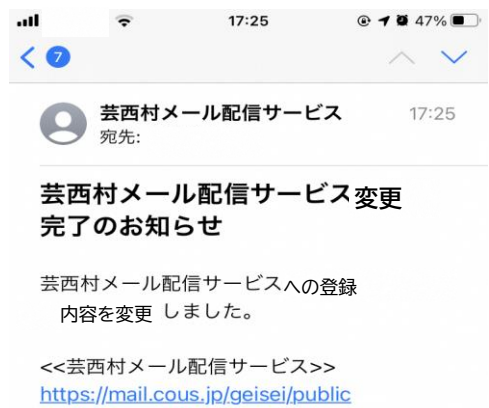 17:25
47%
7
芸西村メール配信サービス
17:25
宛先:
芸西村メール配信サービス変更
完了のお知らせ
芸西村メール配信サービスへの登録
内容を変更 しました。
<<芸西村メール配信サービス>>
https://mail.cous.jp/geisei/public